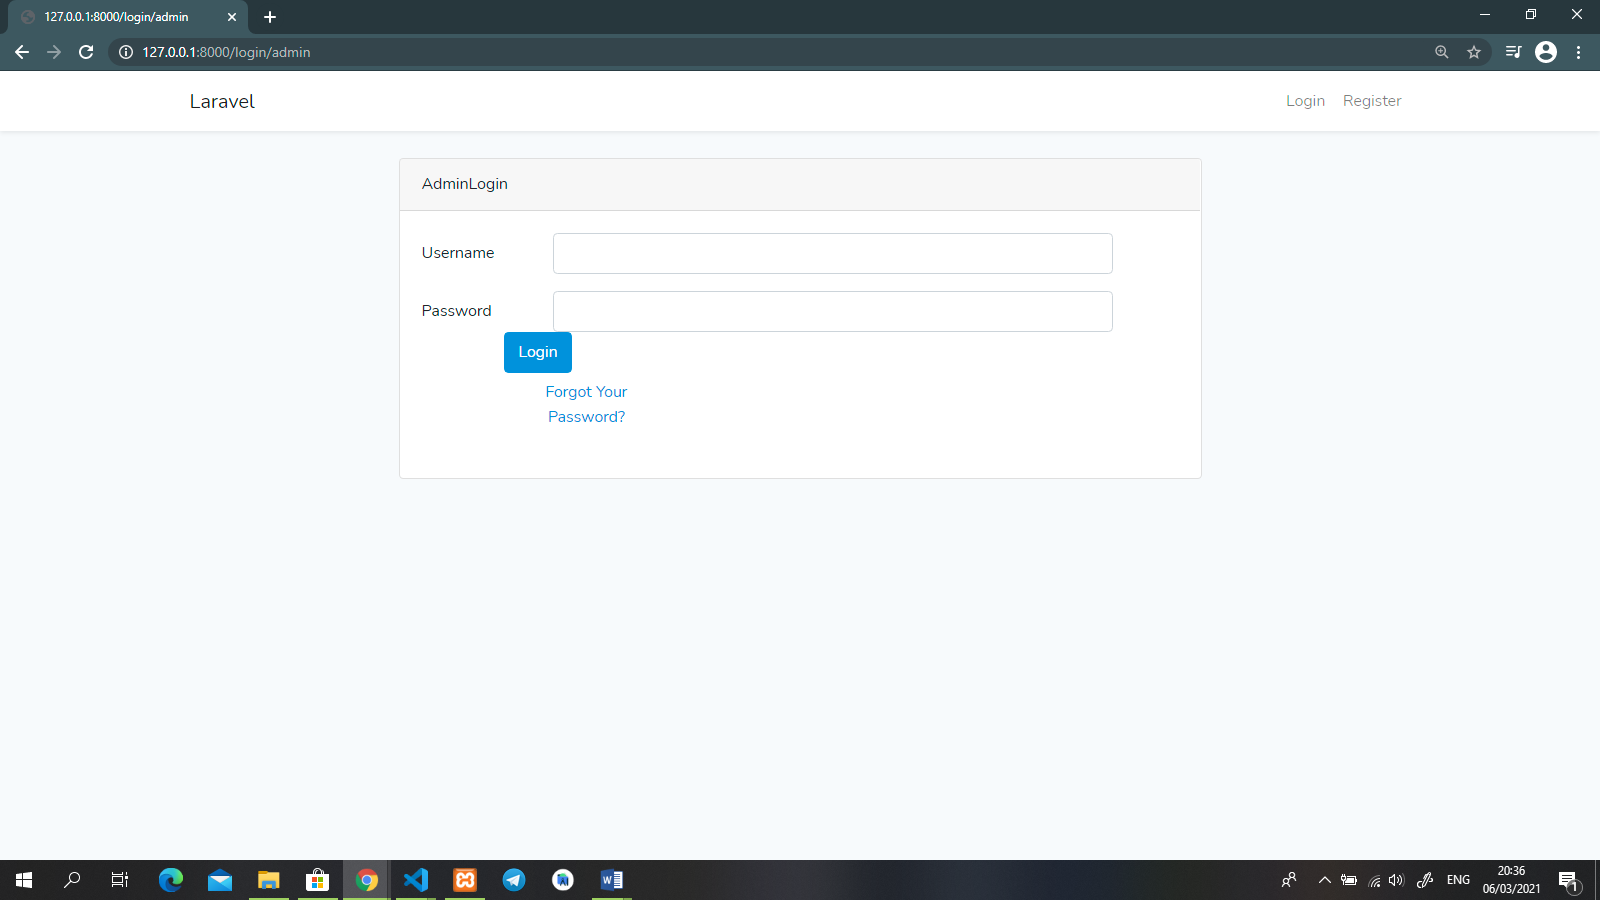 127.0.0.1:8000/login/admin
127.0.0.1:8000/login/admin
Laravel
Login Register
AdminLogin
Username
Password
Login
Forgot Your
Password?
ENG
20:36
06/03/2021
1